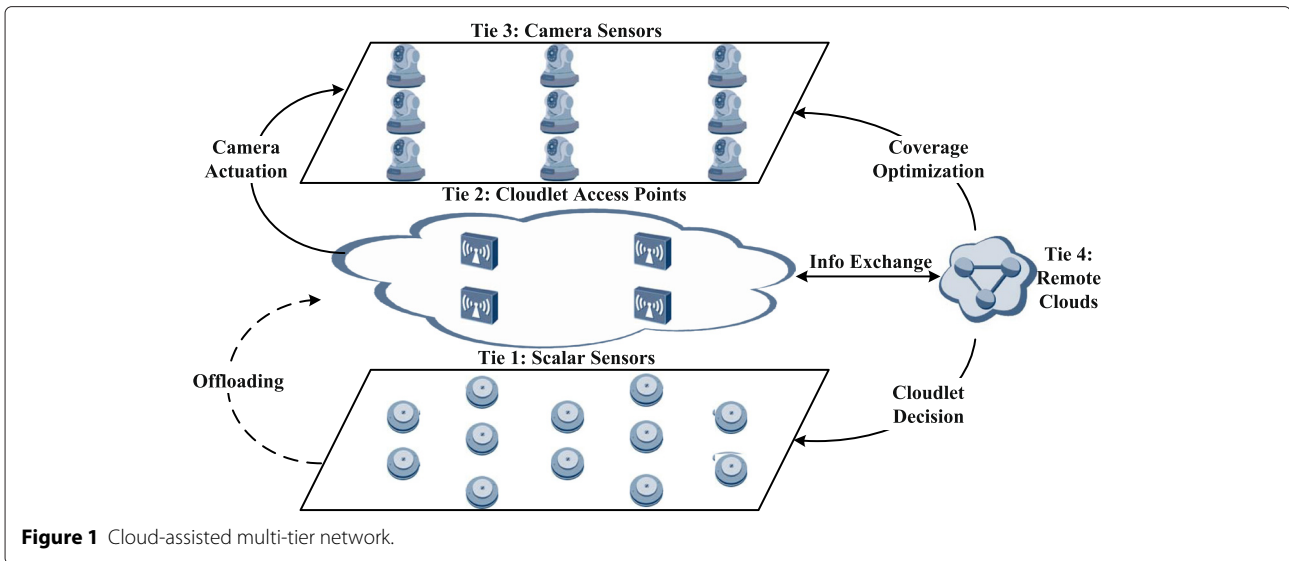 Tie 3: Camera Sensors
Camera
Actuation
Coverage
Optimization
Tie 2: Cloudlet Access Points
Info Exchange
Tie 4:
Remote
Clouds
Tie 1: Scalar Sensors
Offloading
Cloudlet
Decision
Figure 1 Cloud-assisted multi-tier network.